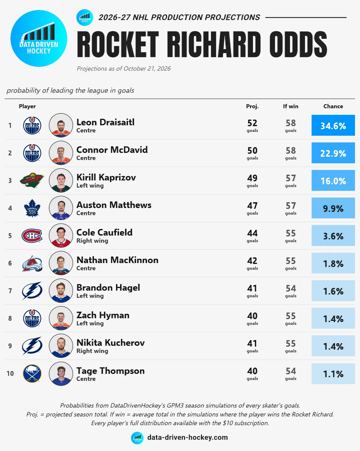 2026-27 NHL PRODUCTION PROJECTIONS
DATA DRIVEN
HOCKEY
ROCKET RICHARD ODDS
Projections as of October 21, 2026
probability of leading the league in goals
Player Proj. If win Chance
1 Leon Draisaitl 52 58 34.6%
Centre goals goals
2 Connor McDavid 50 58 22.9%
Centre goals goals
3 Kirill Kaprizov 49 57 16.0%
Left wing goals goals
4 Auston Matthews 47 57 9.9%
Centre goals goals
5 Cole Caufield 44 55 3.6%
Right wing goals goals
6 Nathan MacKinnon 42 55 1.8%
Centre goals goals
7 Brandon Hagel 41 54 1.6%
Left wing goals goals
8 Zach Hyman 40 55 1.4%
Left wing goals goals
9 Nikita Kucherov 41 55 1.4%
Right wing goals goals
10 Tage Thompson 40 54 1.1%
Centre goals goals
Probabilities from DataDrivenHockey's GPM3 season simulations of every skater's goals.
Proj. = projected season total. If win = average total in the simulations where the player wins the Rocket Richard.
Every player's full distribution available with the $10 subscription.
data-driven-hockey.com